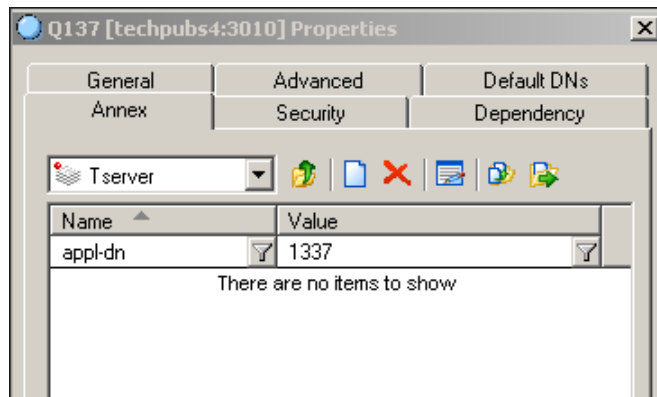 Q137 [techpubs4:3010] Properties
General Advanced Default DNs
Annex Security Dependency
Tserver
Name Value
appl-dn 1337
There are no items to show